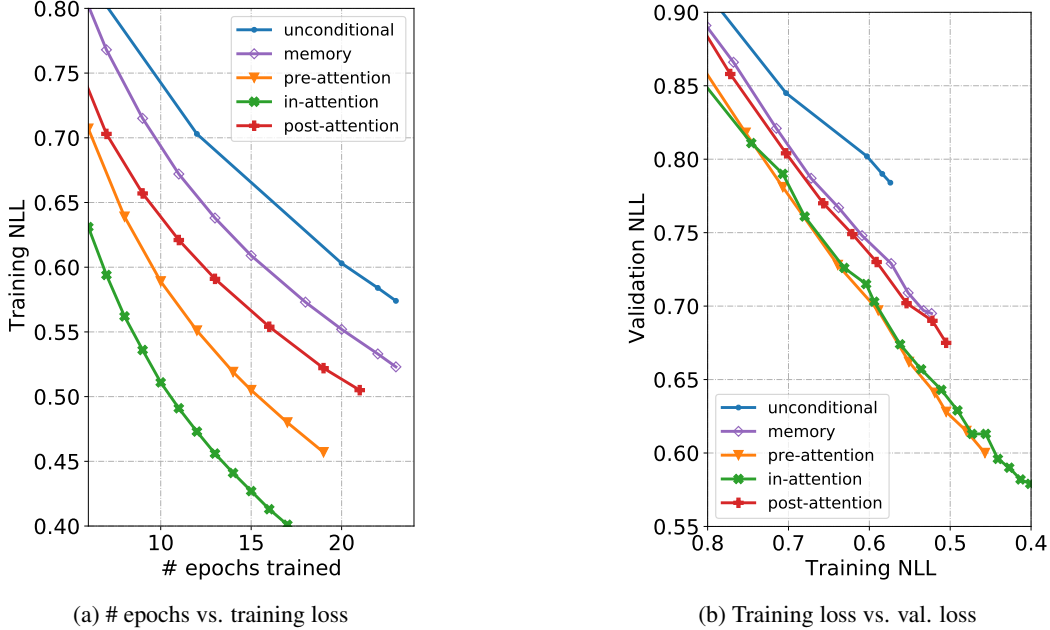 0.80
0.75
0.70
0.65
0.60
0.55
0.50
0.45
0.40
Training NLL
10
15
20
# epochs trained
unconditional
memory
pre-attention
in-attention
post-attention
(a) # epochs vs. training loss
0.90
0.85
0.80
0.75
0.70
0.65
0.60
0.55
Validation NLL
0.8
0.7
0.6
0.5
0.4
Training NLL
unconditional
memory
pre-attention
in-attention
post-attention
(b) Training loss vs. val. loss